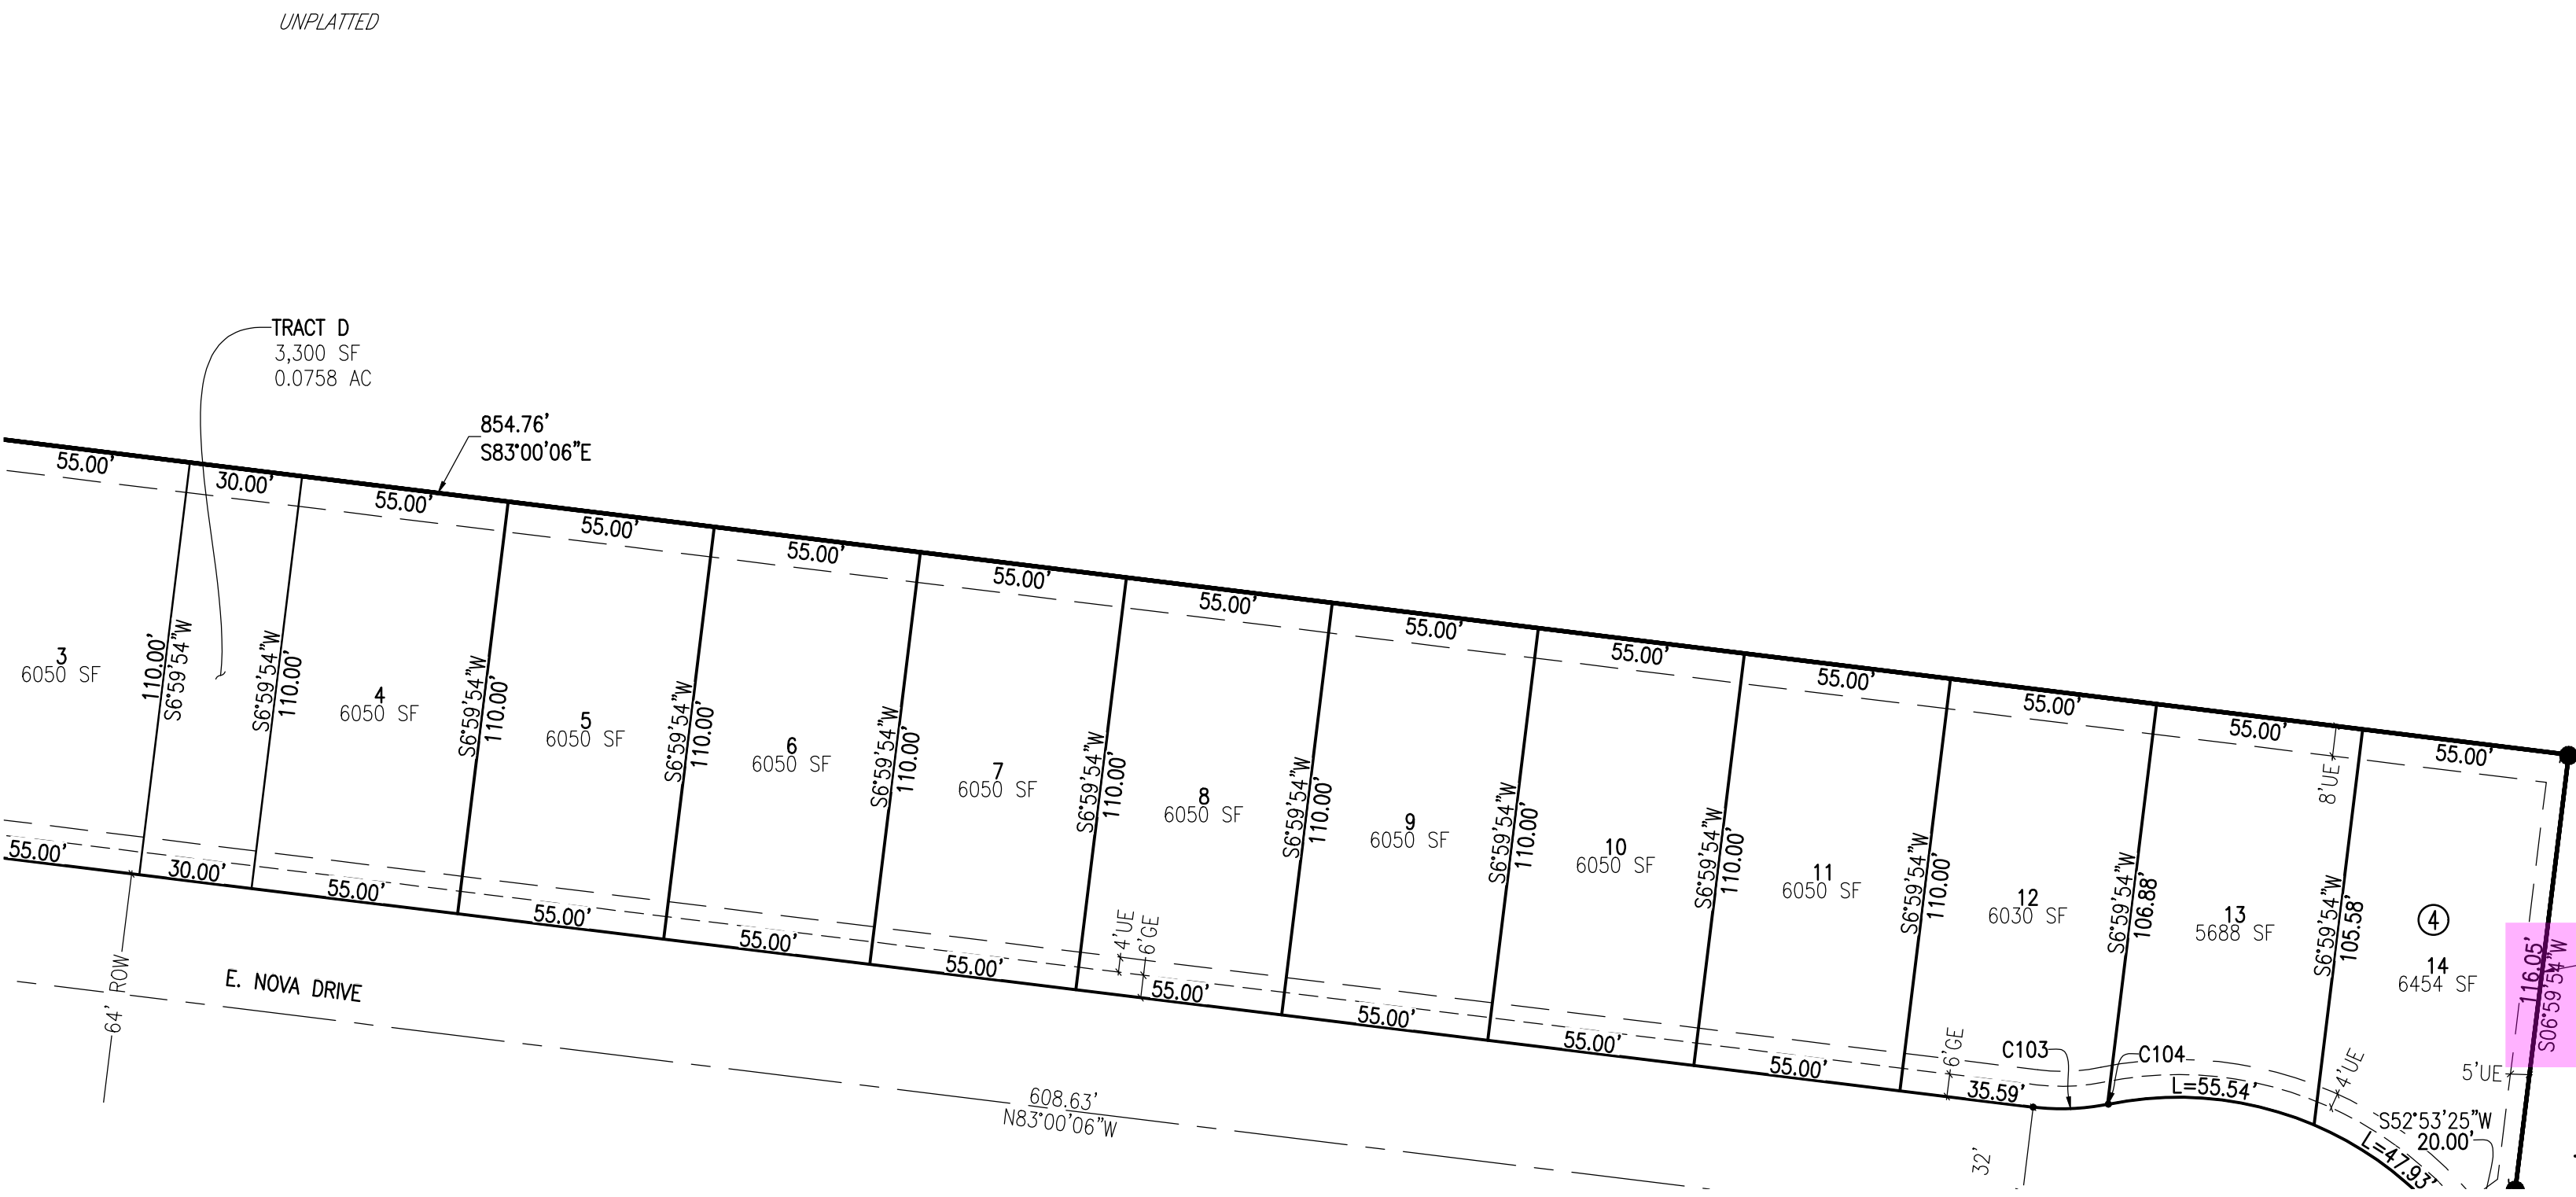 UNPLATTED
TRACT D
3,300 SF
0.0758 AC
854.76'
S83°00'06"E
55.00'
30.00'
55.00'
55.00'
55.00'
55.00'
55.00'
55.00'
55.00'
55.00'
55.00'
55.00'
55.00'
3
6050 SF
110.00'
S6°59'54"W
S6°59'54"W
110.00'
4
6050 SF
S6°59'54"W
110.00'
5
6050 SF
S6°59'54"W
110.00'
6
6050 SF
S6°59'54"W
110.00'
7
6050 SF
S6°59'54"W
110.00'
8
6050 SF
S6°59'54"W
110.00'
9
6050 SF
S6°59'54"W
110.00'
10
6050 SF
S6°59'54"W
110.00'
11
6050 SF
S6°59'54"W
110.00'
12
6030 SF
S6°59'54"W
106.88'
13
5688 SF
8'UE
S6°59'54"W
105.58'
4
14
6454 SF
116.05'
S06°59'54"W
55.00'
30.00'
55.00'
55.00'
55.00'
55.00'
4'UE
6'GE
55.00'
55.00'
55.00'
55.00'
6'GE
35.59'
C103
C104
L=55.54'
4'UE
5'UE
S52°53'25"W
20.00'
L=47.93'
64' ROW
E. NOVA DRIVE
608.63'
N83°00'06"W
32'